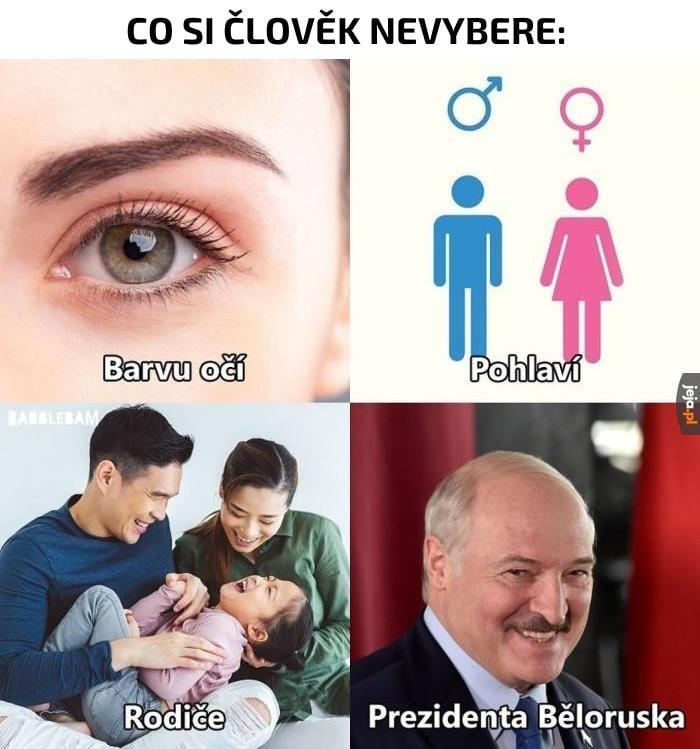 CO SI ČLOVĚK NEVYBERE:
Barvu očí
Pohlaví
jeja.pl
BABBLEBAM
Rodiče
Prezidenta Běloruska